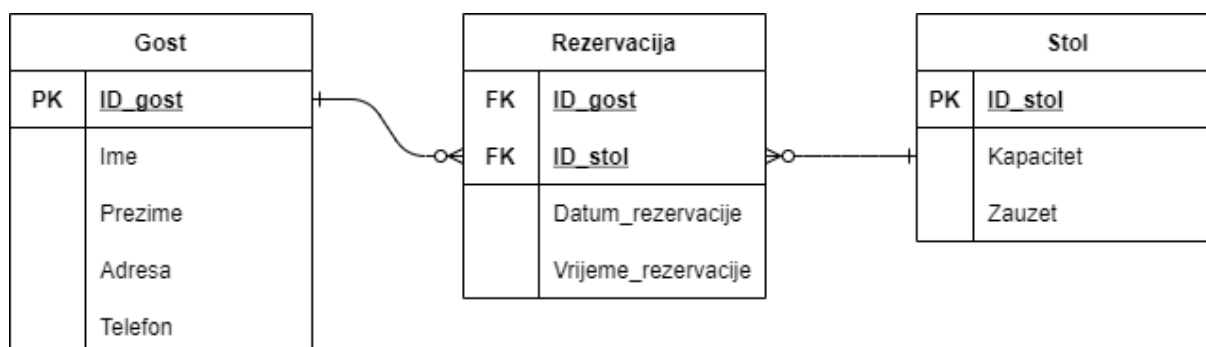 Gost
PK ID_gost
Ime
Prezime
Adresa
Telefon
Rezervacija
FK ID_gost
FK ID_stol
Datum_rezervacije
Vrijeme_rezervacije
Stol
PK ID_stol
Kapacitet
Zauzet